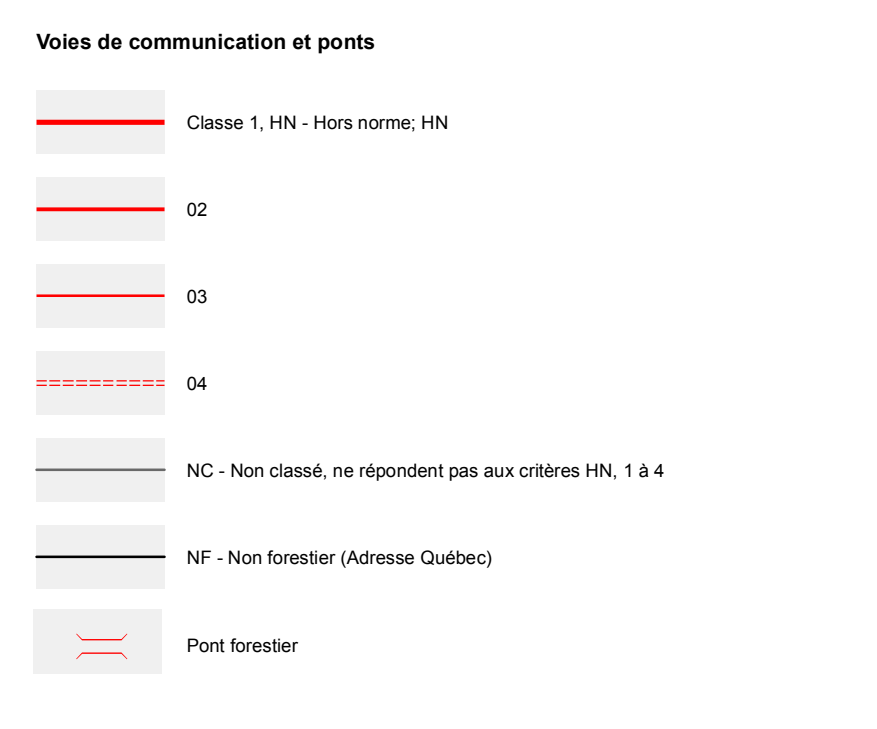 Voies de communication et ponts
Classe 1, HN - Hors norme; HN
02
03
04
NC - Non classé, ne répondent pas aux critères HN, 1 à 4
NF - Non forestier (Adresse Québec)
Pont forestier